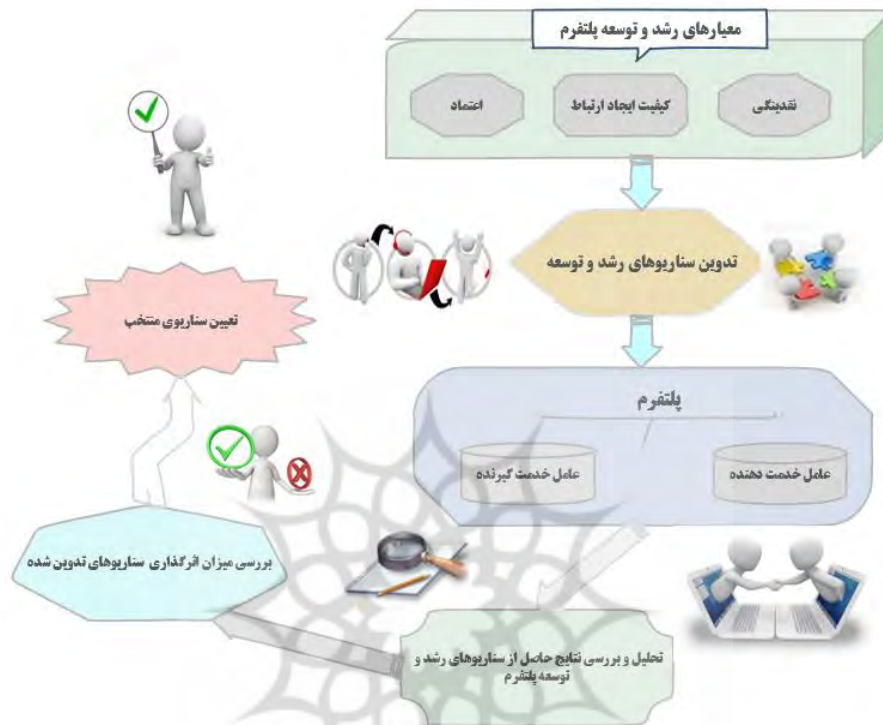 معیارهای رشد و توسعه پلتفرم
نقدینگی
کیفیت ایجاد ارتباط
اعتماد
تدوین سناریوهای رشد و توسعه
پلتفرم
عامل خدمت دهنده
عامل خدمت گیرنده
تحلیل و بررسی نتایج حاصل از سناریوهای رشد و
توسعه پلتفرم
بررسی میزان اثرگذاری سناریوهای تدوین شده
تعیین سناریوی منتخب